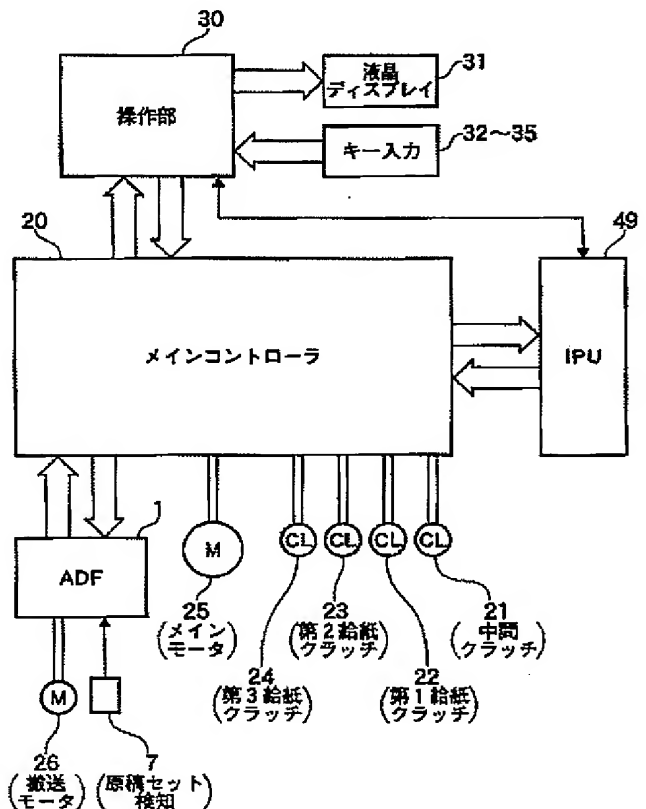 30
操作部
液晶
ディスプレイ
31
キー入力
32〜35
20
メインコントローラ
49
IPU
1
ADF
M
25
(メイン
モータ)
CL
CL
CL
CL
24
(第3給紙
クラッチ)
23
(第2給紙
クラッチ)
22
(第1給紙
クラッチ)
21
(中間
クラッチ)
M
26
(搬送
モータ)
7
(原稿セット
検知)